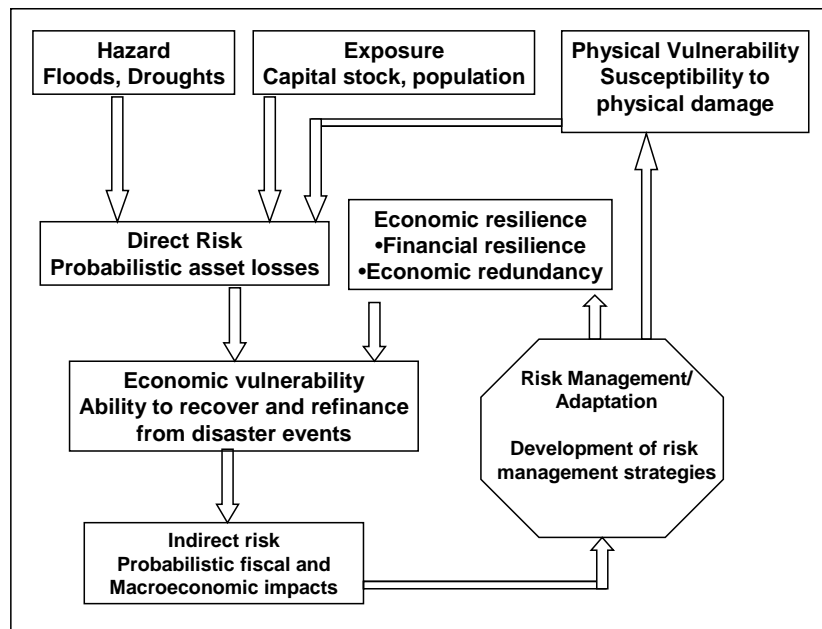 Hazard
Floods, Droughts
Exposure
Capital stock, population
Physical Vulnerability
Susceptibility to
physical damage
Direct Risk
Probabilistic asset losses
Economic resilience
•Financial resilience
•Economic redundancy
Economic vulnerability
Ability to recover and refinance
from disaster events
Risk Management/
Adaptation
Development of risk
management strategies
Indirect risk
Probabilistic fiscal and
Macroeconomic impacts